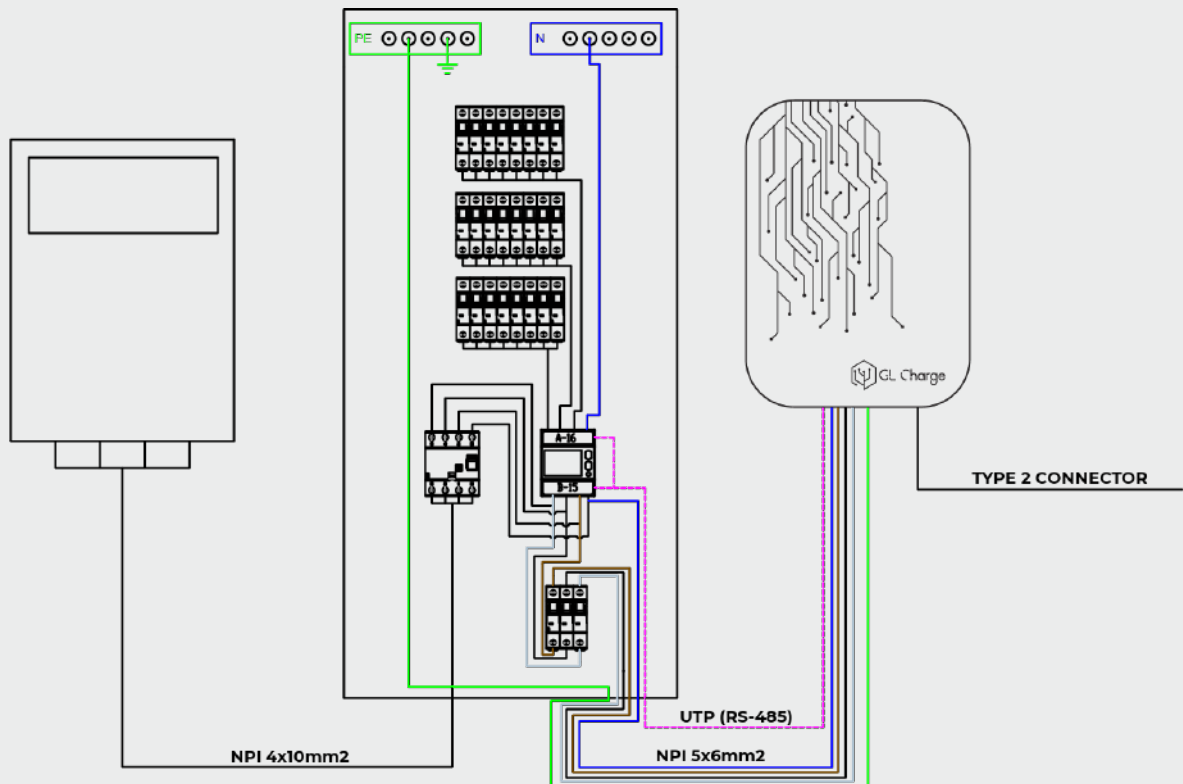 PE
N
GL Charge
A-16
B-15
TYPE 2 CONNECTOR
UTP (RS-485)
NPI 4x10mm2
NPI 5x6mm2